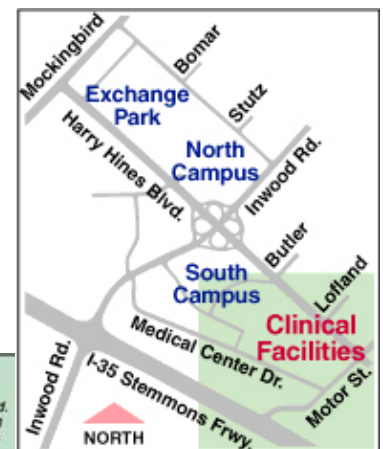 Mockingbird
Bomar
Exchange
Park
Stutz
Harry Hines Blvd.
North
Campus
Inwood Rd.
Butler
South
Campus
Lofland
Clinical
Facilities
Medical Center Dr.
Motor St.
I-35 Stemmons Frwy.
Inwood Rd.
NORTH